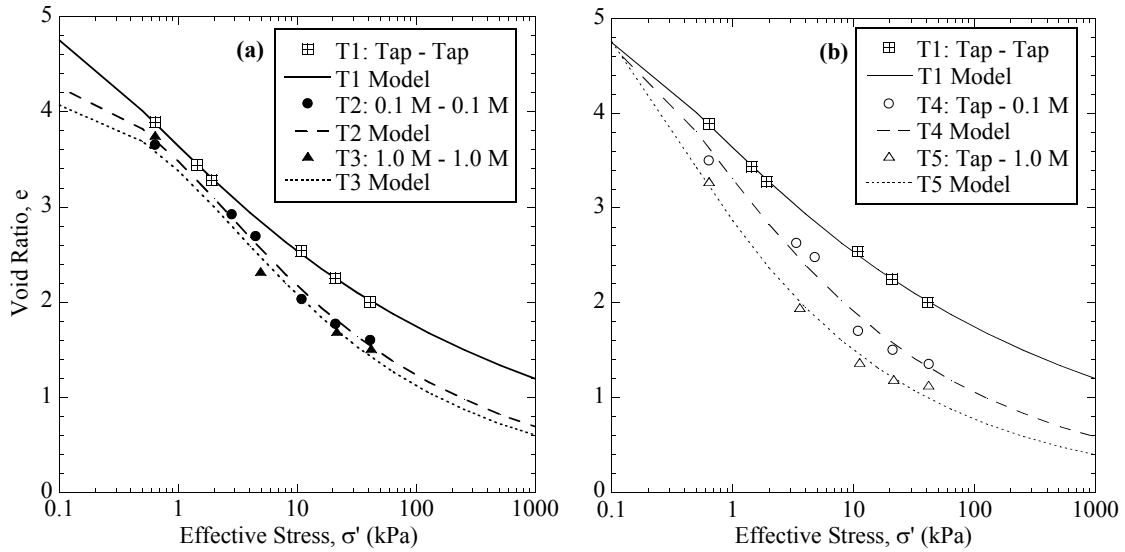 (a)
T1: Tap - Tap
T1 Model
T2: 0.1 M - 0.1 M
T2 Model
T3: 1.0 M - 1.0 M
T3 Model
Void Ratio, e
5
4
3
2
1
0
0.1
1
10
100
1000
Effective Stress, σ' (kPa)
(b)
T1: Tap - Tap
T1 Model
T4: Tap - 0.1 M
T4 Model
T5: Tap - 1.0 M
T5 Model
5
4
3
2
1
0
0.1
1
10
100
1000
Effective Stress, σ' (kPa)